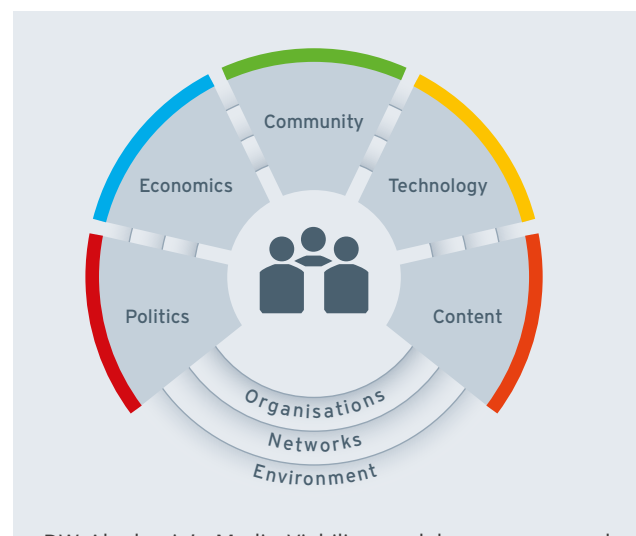 Community
Economics
Technology
Politics
Content
Organisations
Networks
Environment